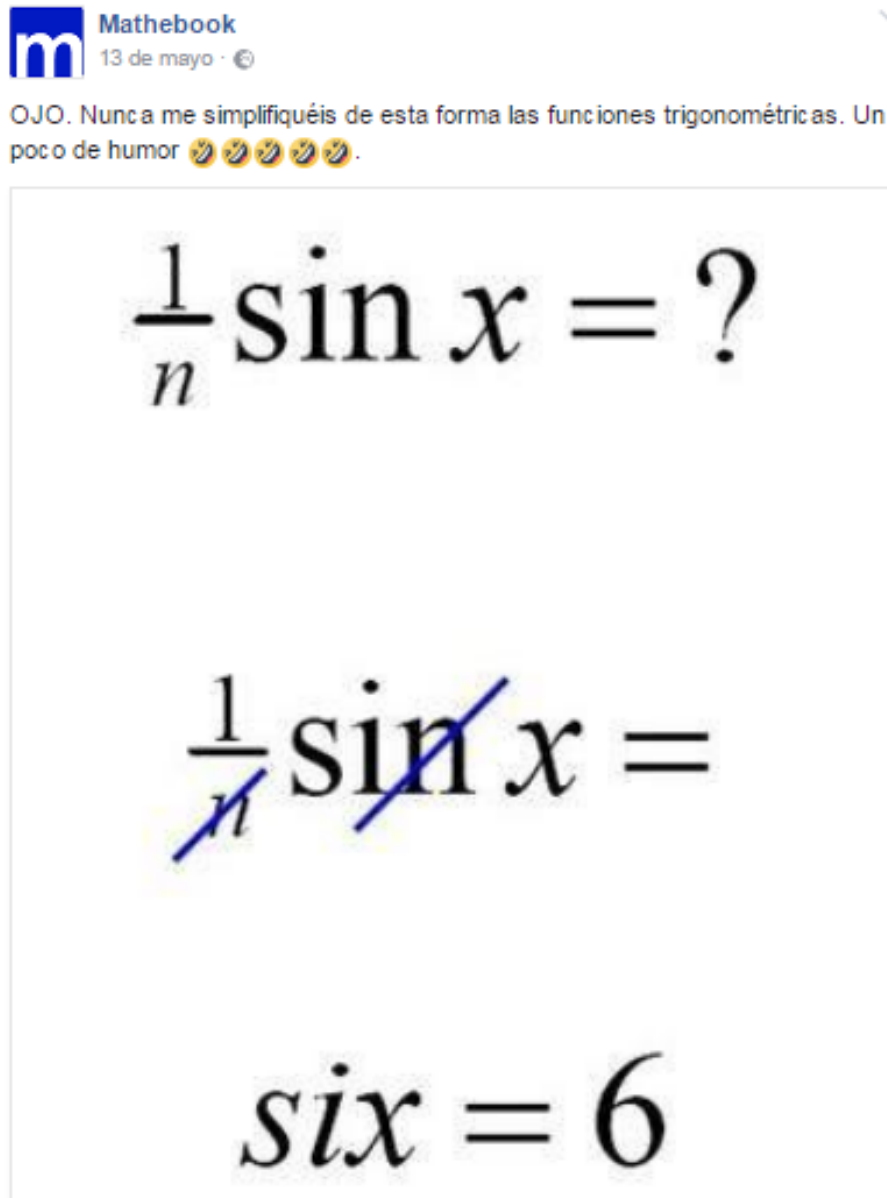 m
Mathebook
13 de mayo ·
OJO. Nunca me simplifiquéis de esta forma las funciones trigonométricas. Un
poco de humor 🤣🤣🤣🤣🤣.
1/n sin x = ?
1/n sin x =
six = 6